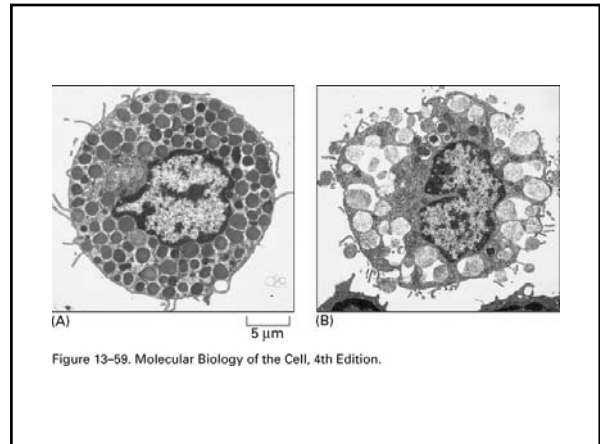 (A)
5 μm
(B)
Figure 13–59. Molecular Biology of the Cell, 4th Edition.